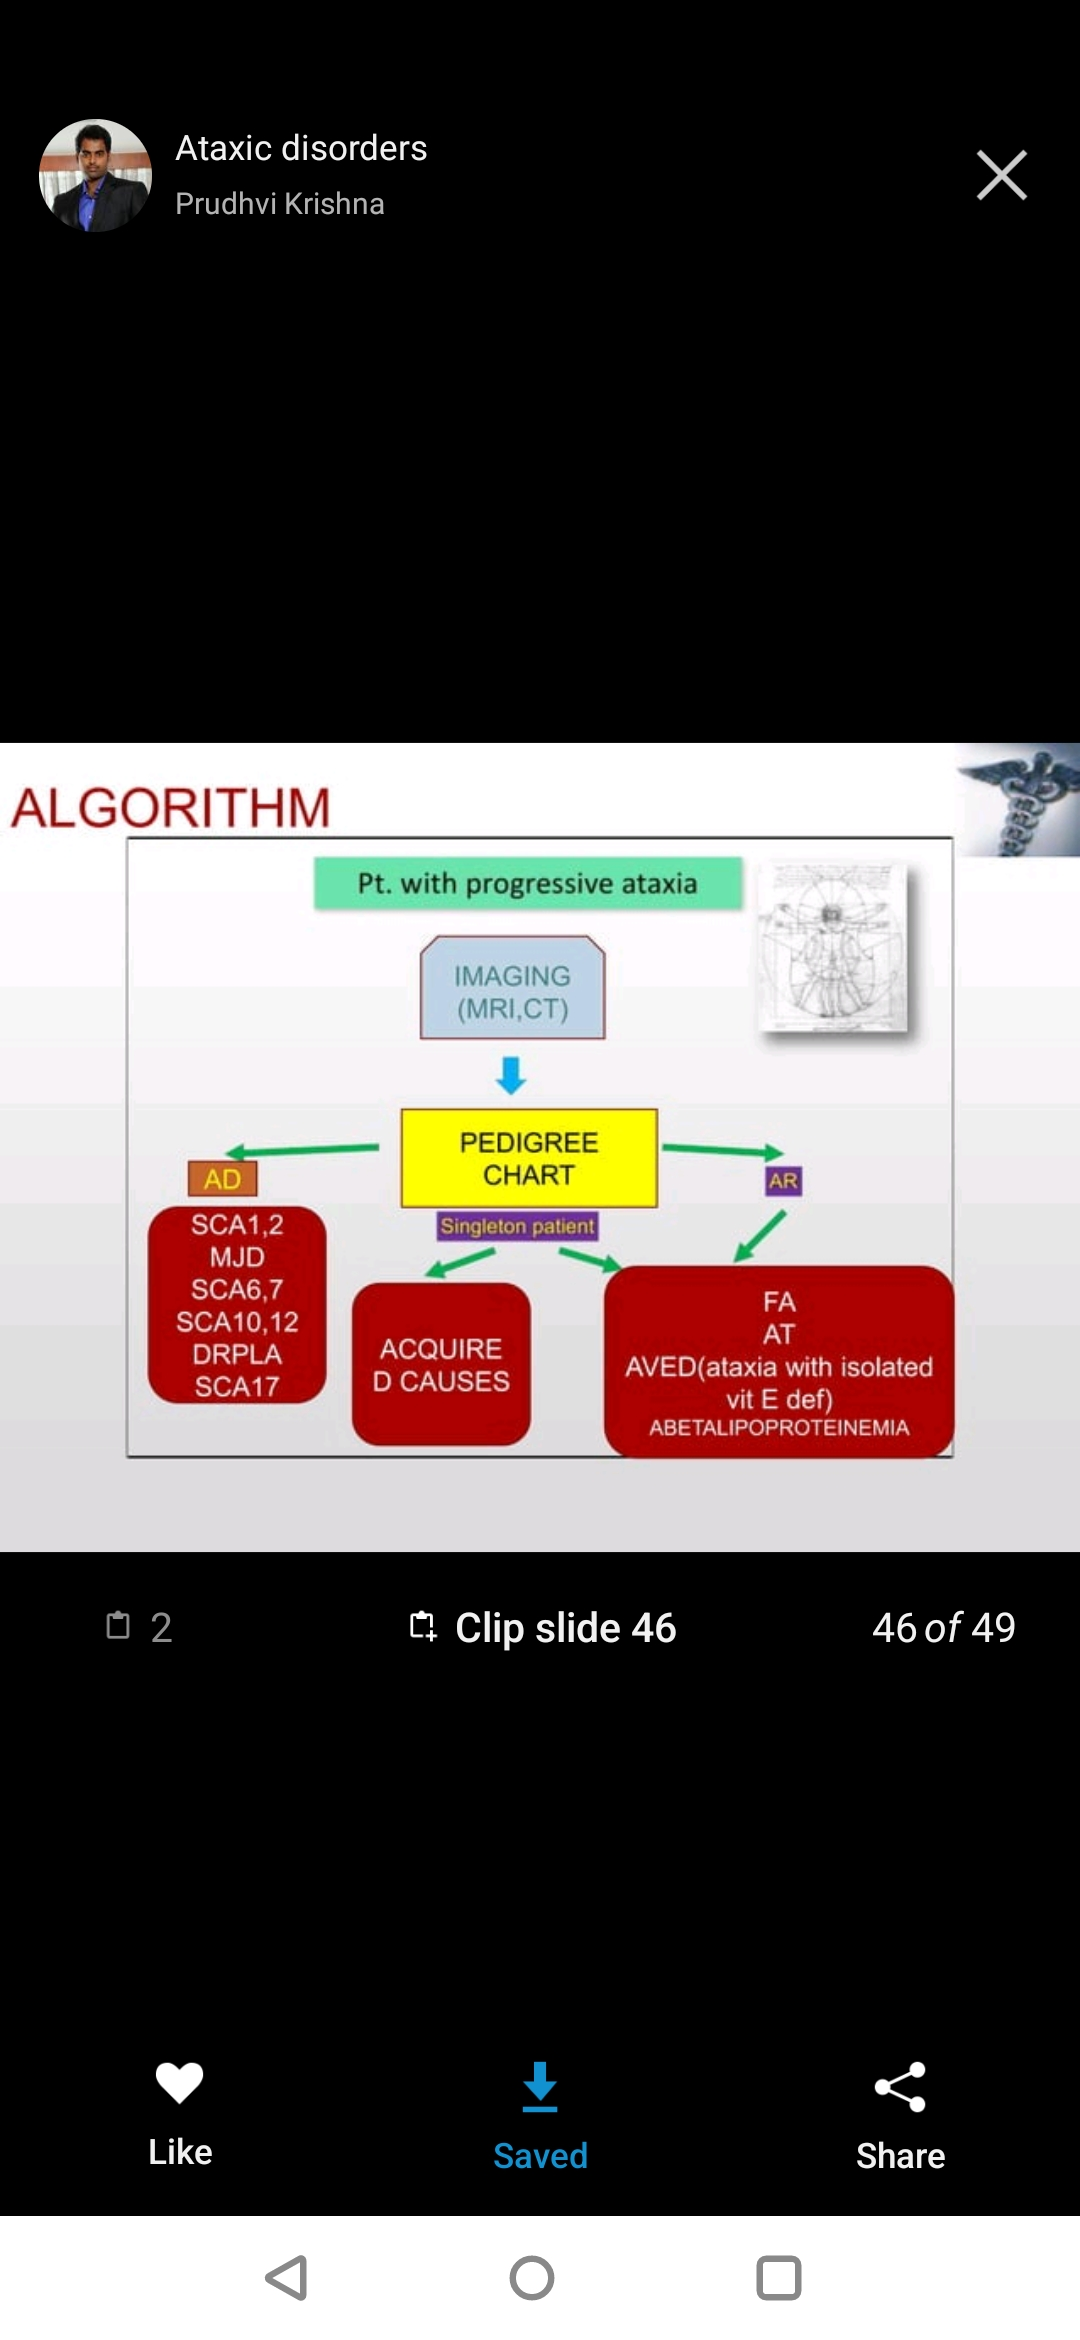 Ataxic disorders
Prudhvi Krishna
ALGORITHM
Pt. with progressive ataxia
IMAGING
(MRI,CT)
PEDIGREE
CHART
AD
AR
Singleton patient
SCA1,2
MJD
SCA6,7
SCA10,12
DRPLA
SCA17
ACQUIRE
D CAUSES
FA
AT
AVED(ataxia with isolated
vit E def)
ABETALIPOPROTEINEMIA
2
Clip slide 46
46 of 49
Like
Saved
Share